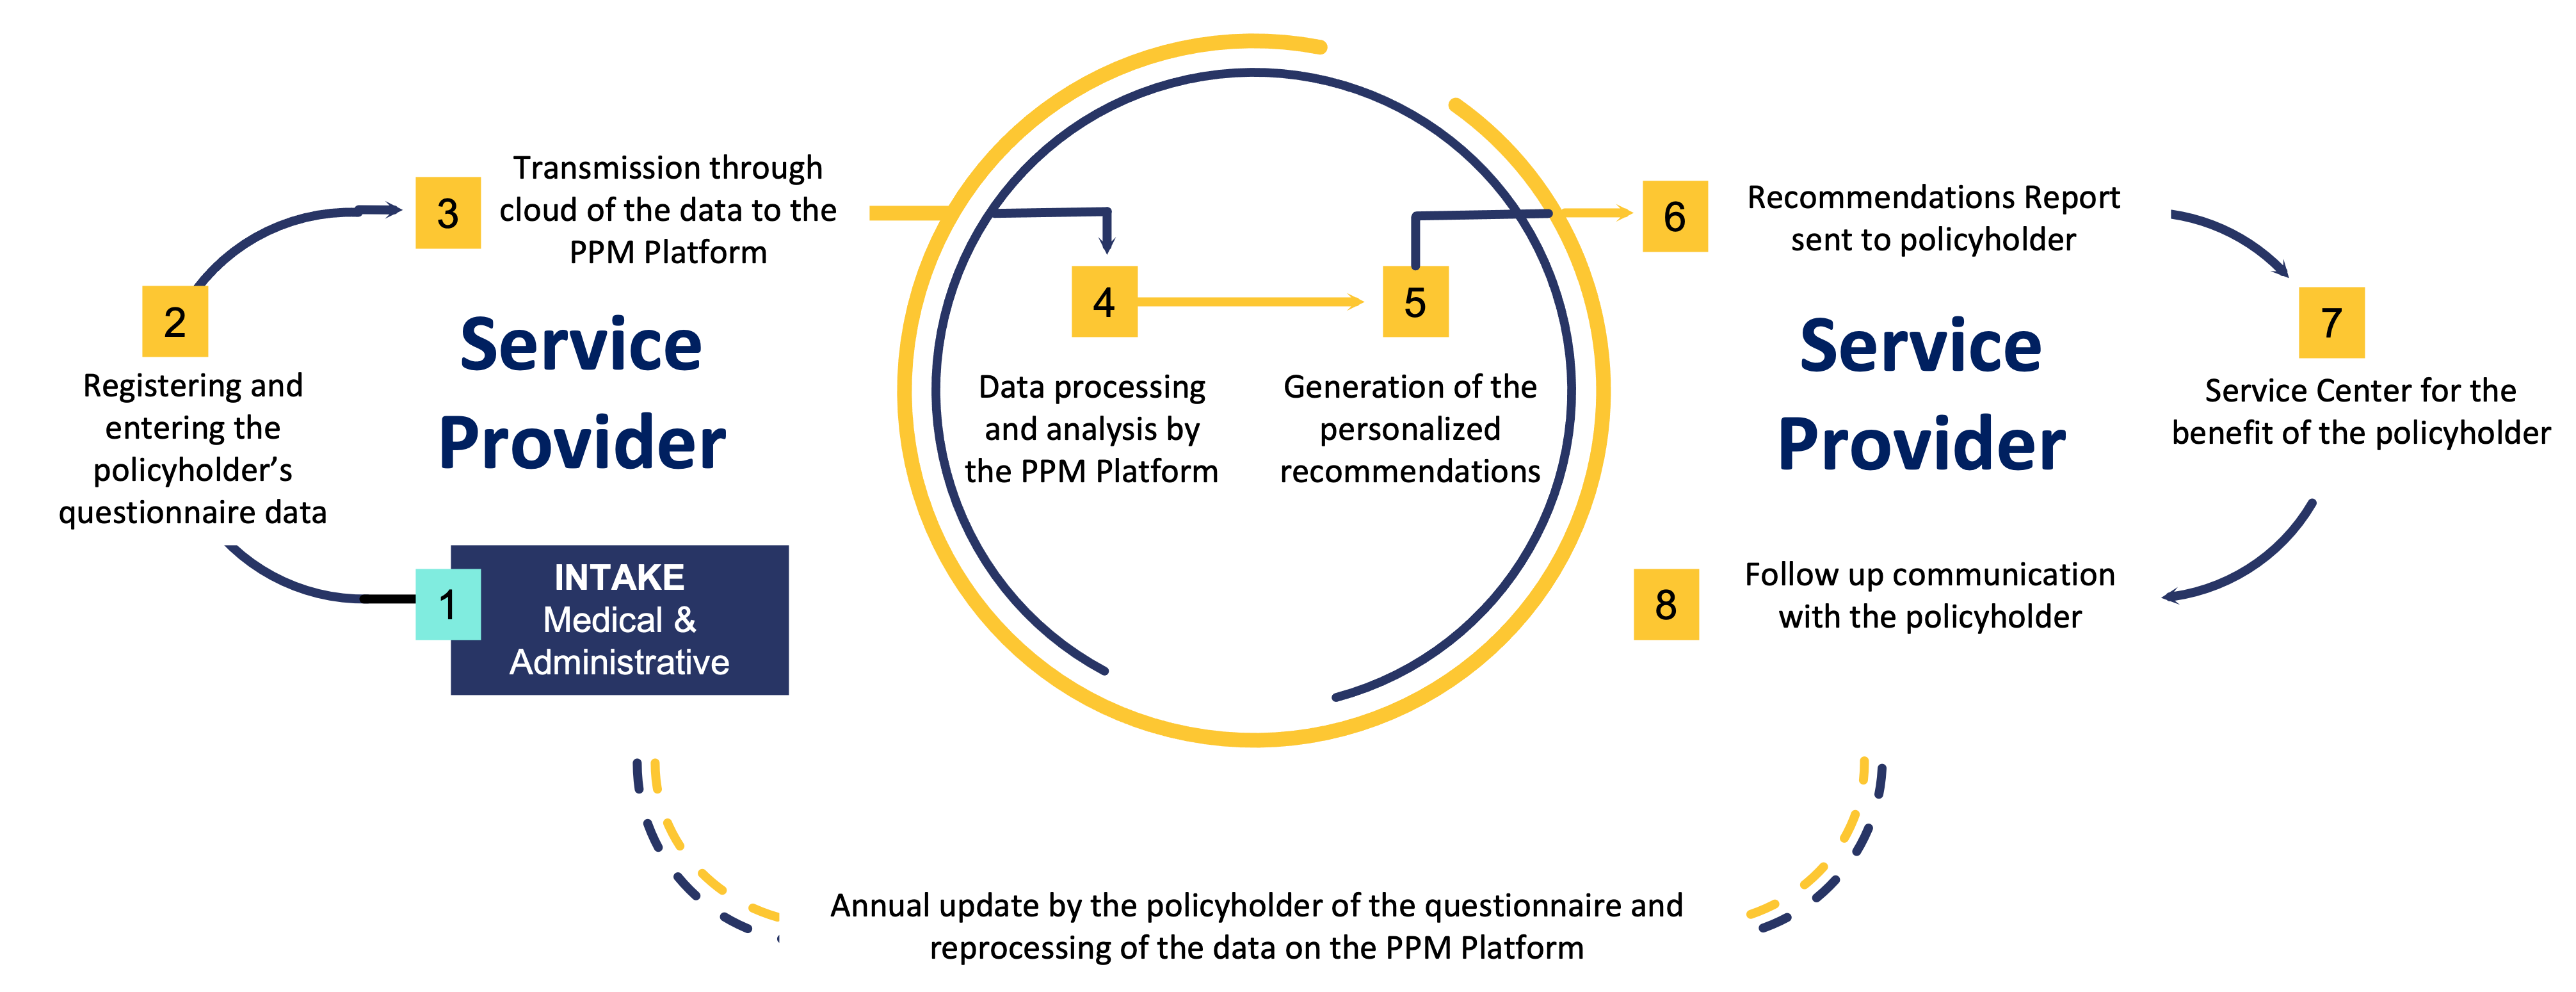 1
INTAKE
Medical &
Administrative
2
Registering and
entering the
policyholder’s
questionnaire data
3
Transmission through
cloud of the data to the
PPM Platform
Service
Provider
4
Data processing
and analysis by
the PPM Platform
5
Generation of the
personalized
recommendations
6
Recommendations Report
sent to policyholder
Service
Provider
7
Service Center for the
benefit of the policyholder
8
Follow up communication
with the policyholder
Annual update by the policyholder of the questionnaire and
reprocessing of the data on the PPM Platform